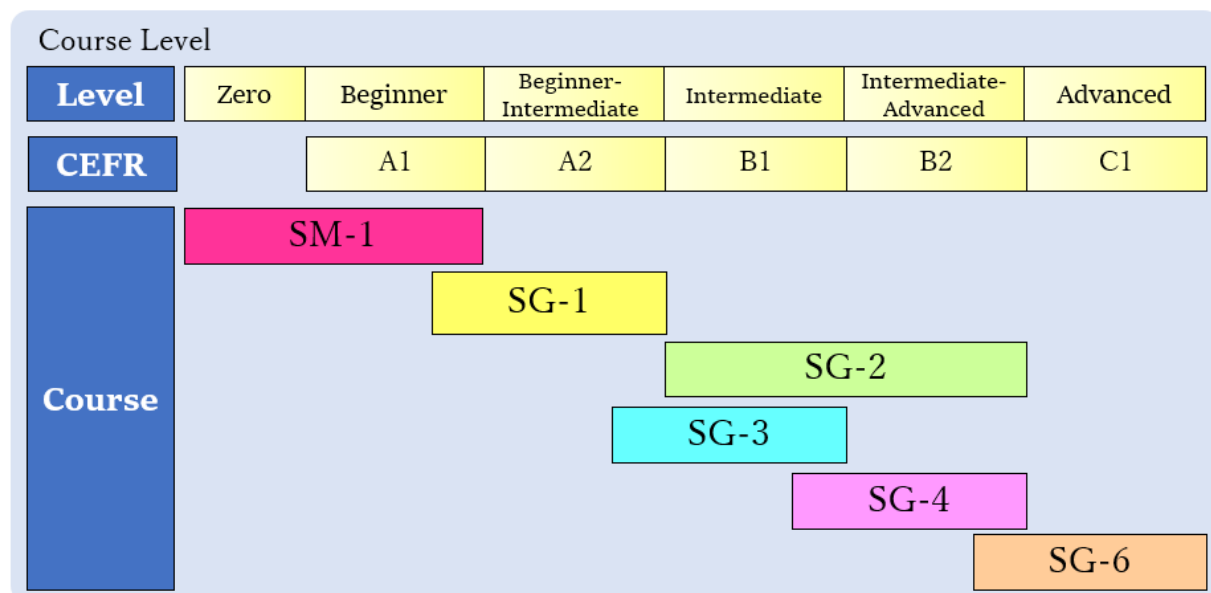 Course Level
Level
Zero
Beginner
Beginner-
Intermediate
Intermediate
Intermediate-
Advanced
Advanced
CEFR
A1
A2
B1
B2
C1
Course
SM-1
SG-1
SG-2
SG-3
SG-4
SG-6